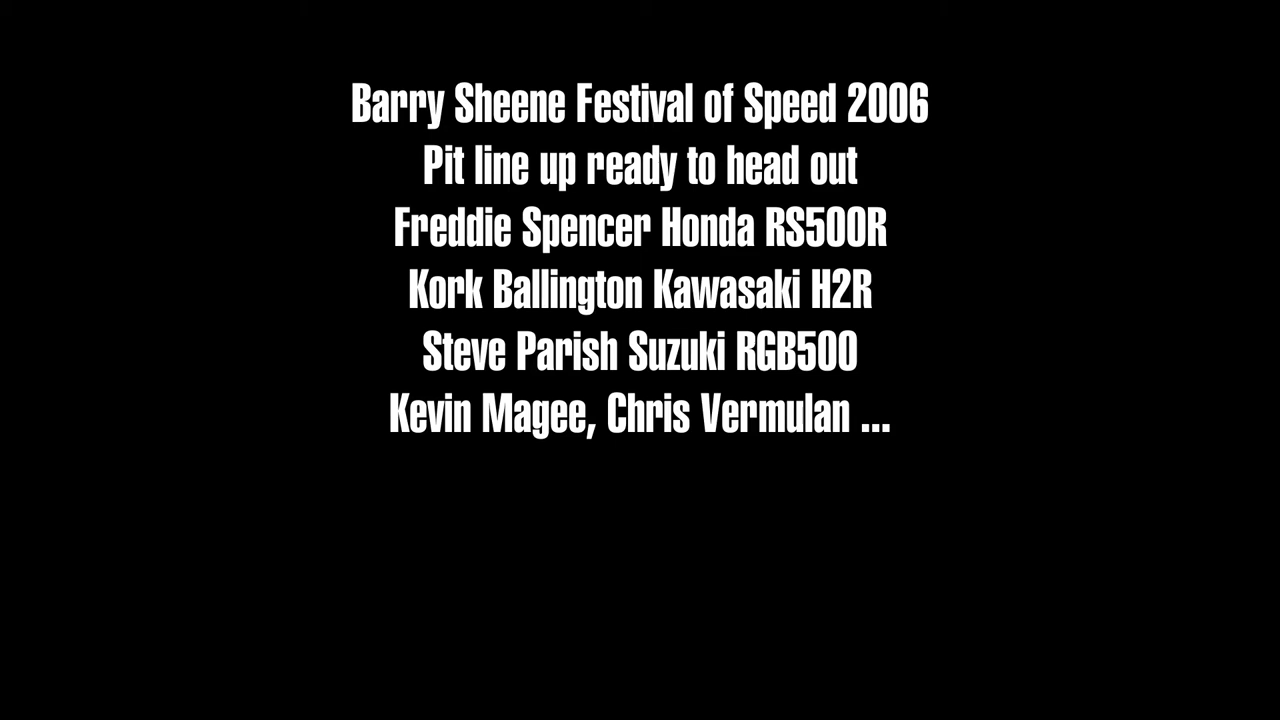 Barry Sheene Festival of Speed 2006
Pit line up ready to head out
Freddie Spencer Honda RS500R
Kork Ballington Kawasaki H2R
Steve Parish Suzuki RGB500
Kevin Magee, Chris Vermulan ...